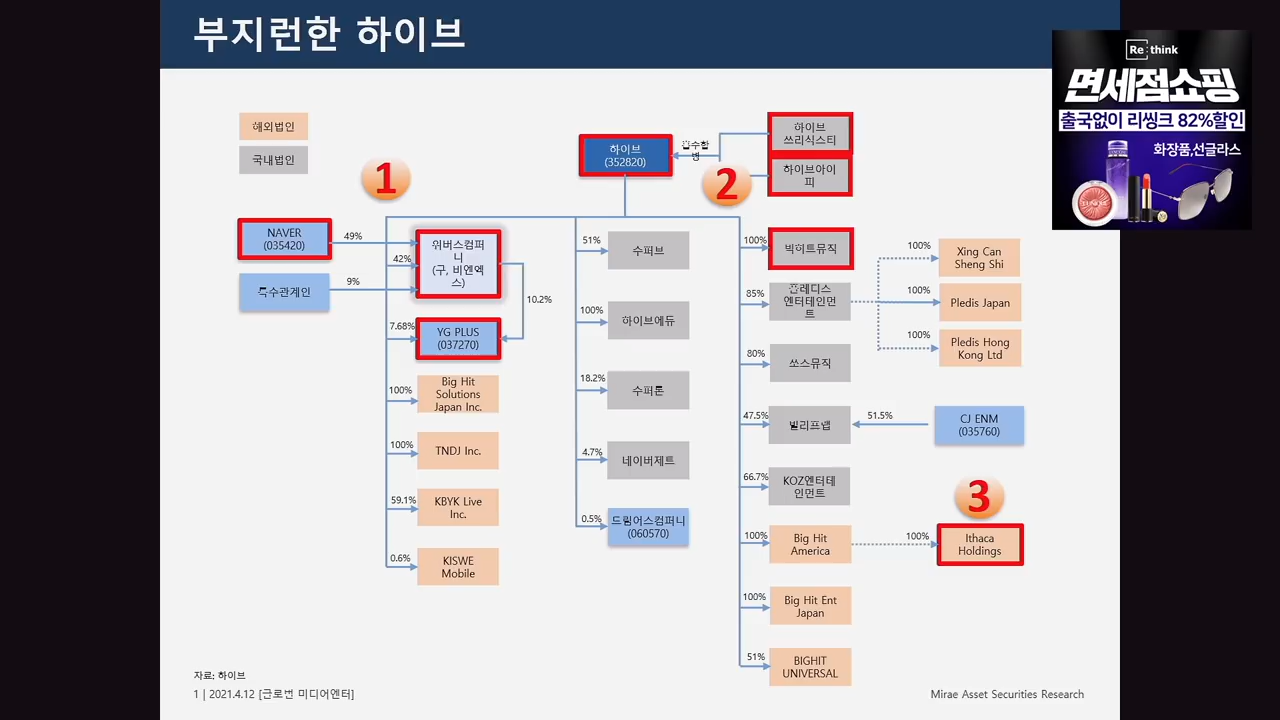 부지런한 하이브
Re:think
면세점쇼핑
출국없이 리씽크 82%할인
화장품,선글라스
해외법인
국내법인
하이브
(352820)
흡수합
병
하이브
쓰리식스티
하이브아이
피
1
2
NAVER
(035420)
49%
42%
특수관계인
9%
위버스컴퍼
니
(구, 비엔엑
스)
10.2%
7.68%
YG PLUS
(037270)
100%
Big Hit
Solutions
Japan Inc.
100%
TNDJ Inc.
59.1%
KBYK Live
Inc.
0.6%
KISWE
Mobile
51%
수퍼브
100%
하이브에듀
18.2%
수퍼톤
4.7%
네이버제트
0.5%
드림어스컴퍼니
(060570)
100%
빅히트뮤직
85%
플레디스
엔터테인먼
트
100%
Xing Can
Sheng Shi
100%
Pledis Japan
100%
Pledis Hong
Kong Ltd
80%
쏘스뮤직
47.5%
빌리프랩
51.5%
CJ ENM
(035760)
66.7%
KOZ엔터테
인먼트
3
100%
Big Hit
America
100%
Ithaca
Holdings
100%
Big Hit Ent
Japan
51%
BIGHIT
UNIVERSAL
자료: 하이브
1 | 2021.4.12 [글로벌 미디어엔터]
Mirae Asset Securities Research